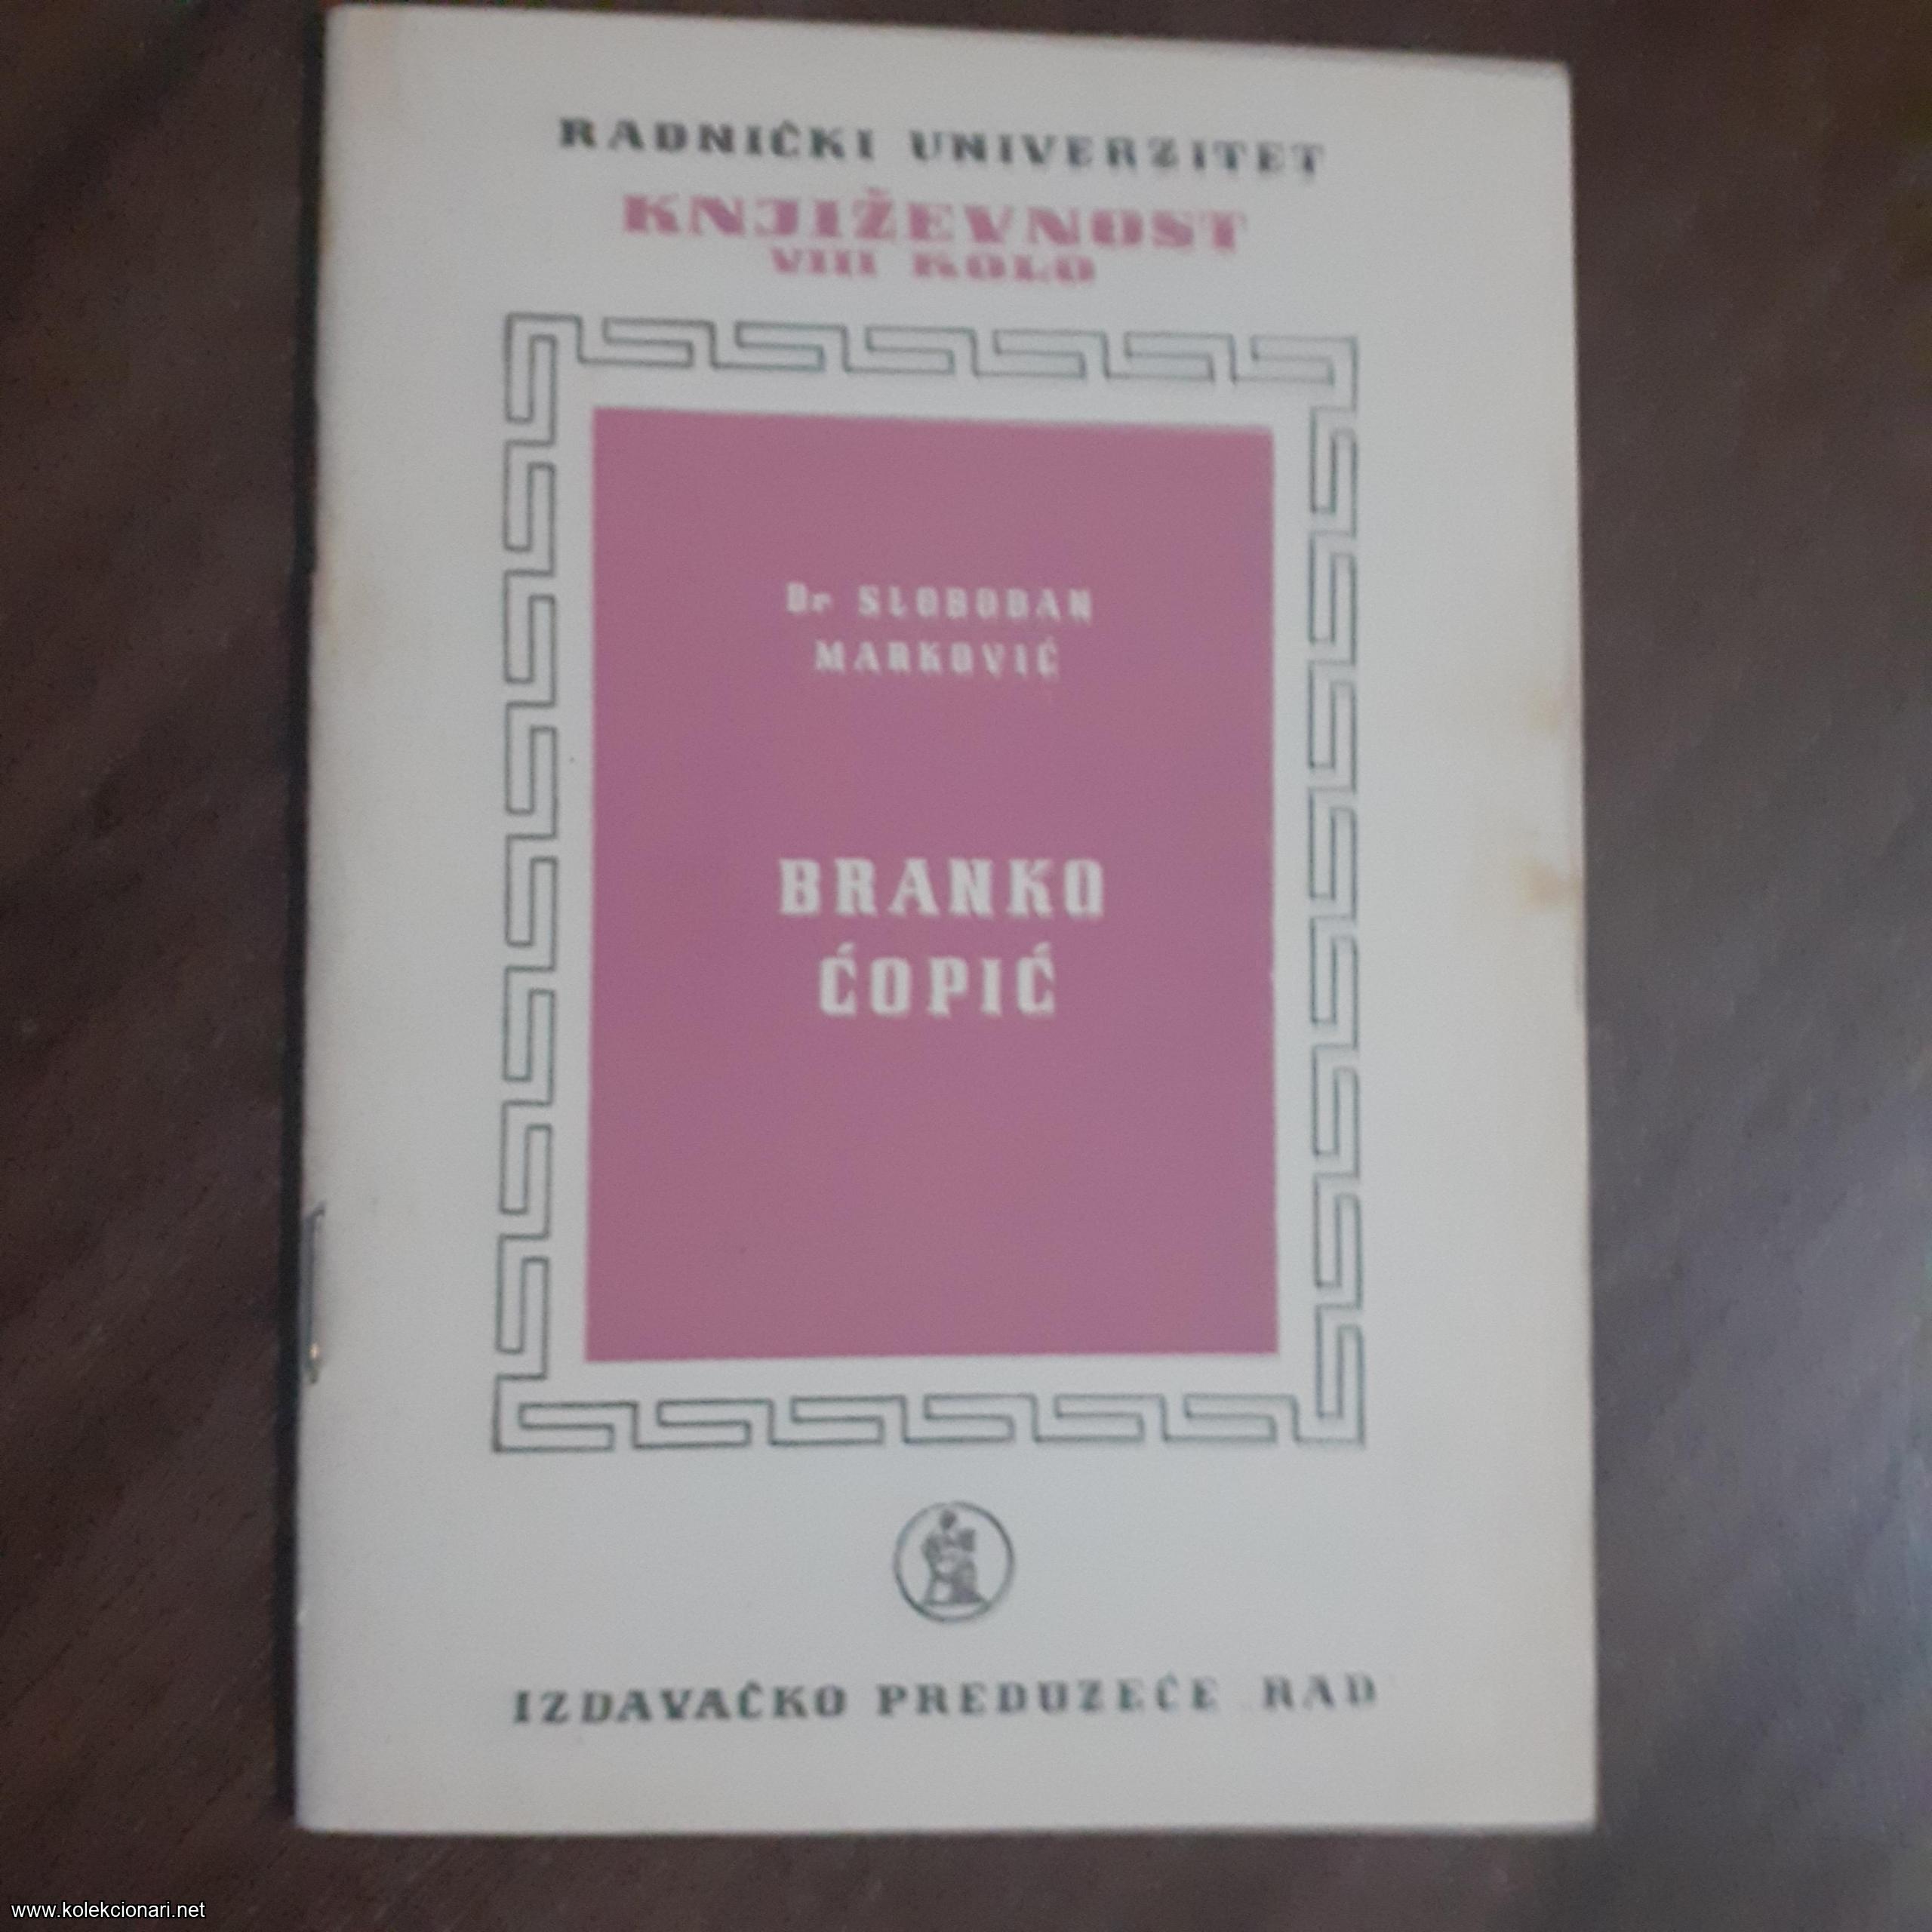 RADNIČKI UNIVERZITET
KNJIŽEVNOST
VIII KOLO
Dr SLOBODAN
MARKOVIĆ
BRANKO
ĆOPIĆ
IZDAVAČKO PREDUZEĆE RAD
www.kolekcionari.net